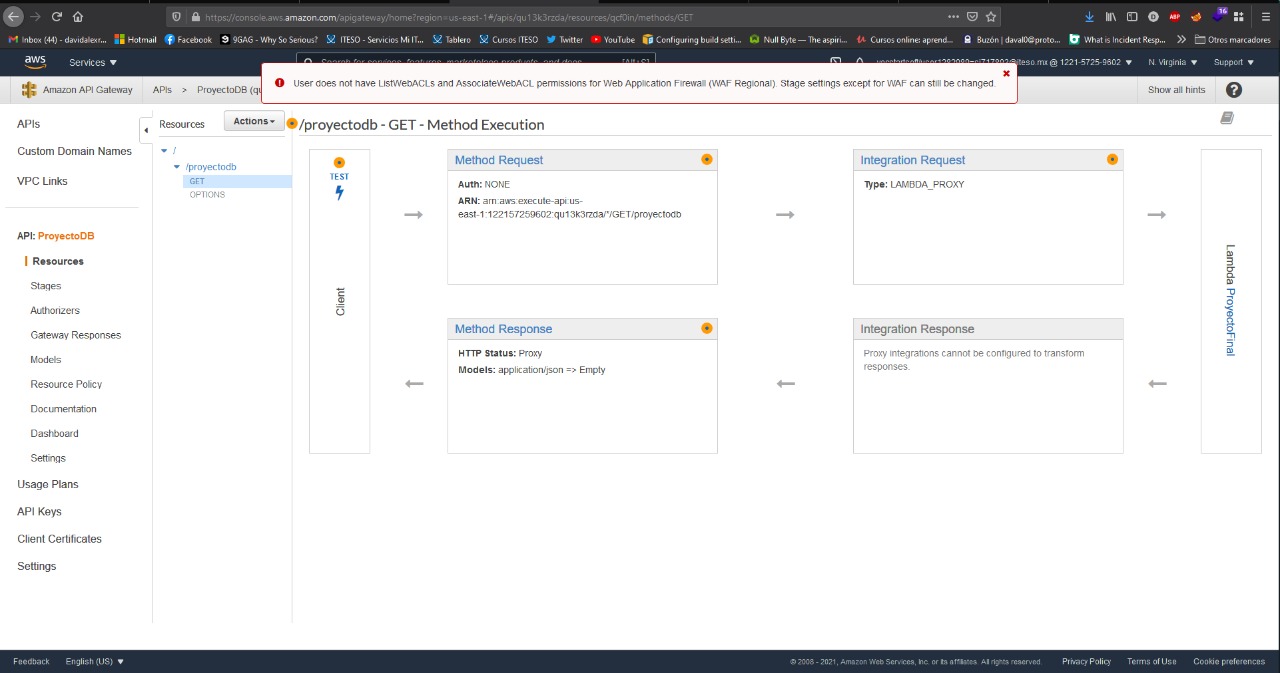 https://console.aws.amazon.com/apigateway/home?region=us-east-1#/apis/qu13k3rzda/resources/qcf0in/methods/GET
16
Inbox (44) - davidalexr...
Hotmail
Facebook
9GAG - Why So Serious?
ITESO - Servicios Mi IT...
Tablero
Cursos ITESO
Twitter
YouTube
Configuring build setti...
Null Byte — The aspiri...
Cursos online: aprend...
Buzón | daval0@proto...
What is Incident Resp...
Otros marcadores
aws
Services
Search for services, features, marketplace products, and docs
[Alt+S]
@ 1221-5725-9602
N. Virginia
Support
User does not have ListWebACLs and AssociateWebACL permissions for Web Application Firewall (WAF Regional). Stage settings except for WAF can still be changed.
Amazon API Gateway
APIs > ProyectoDB (qu
Show all hints
?
APIs
Custom Domain Names
VPC Links
API: ProyectoDB
Resources
Stages
Authorizers
Gateway Responses
Models
Resource Policy
Documentation
Dashboard
Settings
Usage Plans
API Keys
Client Certificates
Settings
Resources
Actions
/
/proyectodb
GET
OPTIONS
/proyectodb - GET - Method Execution
TEST
Client
Method Request
Auth: NONE
ARN: arn:aws:execute-api:us-
east-1:122157259602:qu13k3rzda/*/GET/proyectodb
Integration Request
Type: LAMBDA_PROXY
Method Response
HTTP Status: Proxy
Models: application/json => Empty
Integration Response
Proxy integrations cannot be configured to transform
responses.
Lambda ProyectoFinal
Feedback
English (US)
© 2008 - 2021, Amazon Web Services, Inc. or its affiliates. All rights reserved.
Privacy Policy
Terms of Use
Cookie preferences